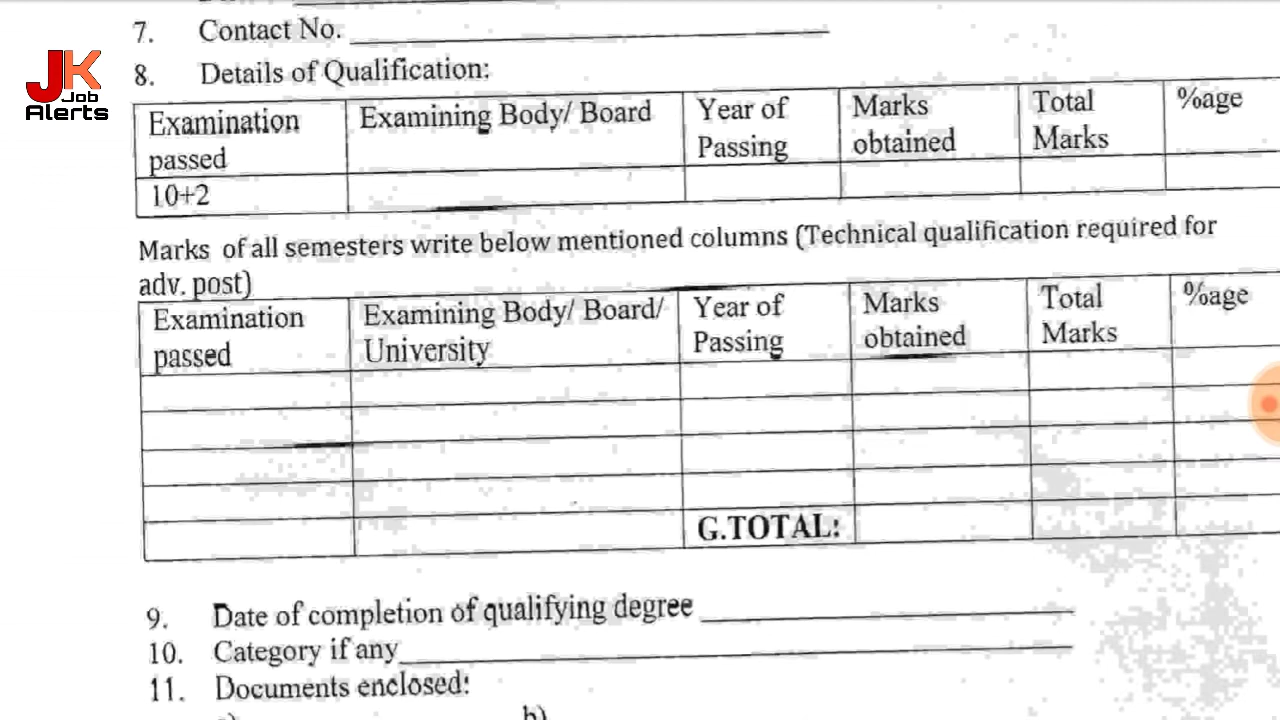 7. Contact No.
JK
Job
Alerts
8. Details of Qualification:
Examination passed | Examining Body/ Board | Year of Passing | Marks obtained | Total Marks | %age
10+2
Marks of all semesters write below mentioned columns (Technical qualification required for
adv. post)
Examination passed | Examining Body/ Board/ University | Year of Passing | Marks obtained | Total Marks | %age
G.TOTAL:
9. Date of completion of qualifying degree
10. Category if any
11. Documents enclosed:
b)